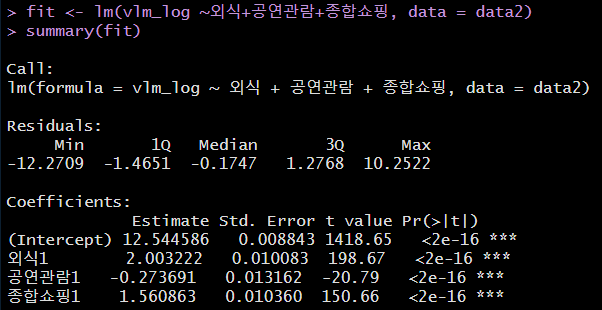 > fit <- lm(vlm_log ~외식+공연관람+종합쇼핑, data = data2)
> summary(fit)
Call:
lm(formula = vlm_log ~ 외식 + 공연관람 + 종합쇼핑, data = data2)
Residuals:
Min 1Q Median 3Q Max
-12.2709 -1.4651 -0.1747 1.2768 10.2522
Coefficients:
Estimate Std. Error t value Pr(>|t|)
(Intercept) 12.544586 0.008843 1418.65 <2e-16 ***
외식1 2.003222 0.010083 198.67 <2e-16 ***
공연관람1 -0.273691 0.013162 -20.79 <2e-16 ***
종합쇼핑1 1.560863 0.010360 150.66 <2e-16 ***